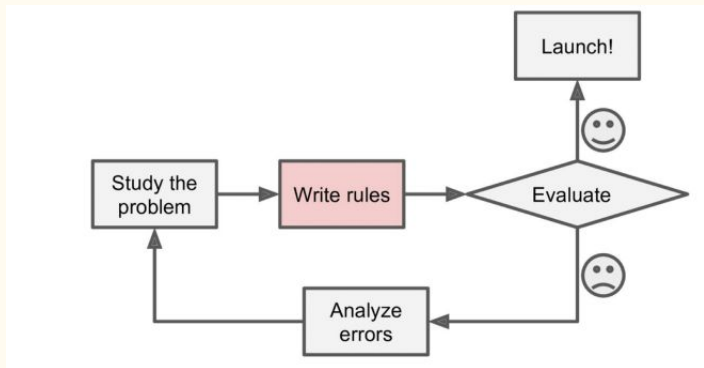 Launch!
Study the
problem
Write rules
Evaluate
Analyze
errors